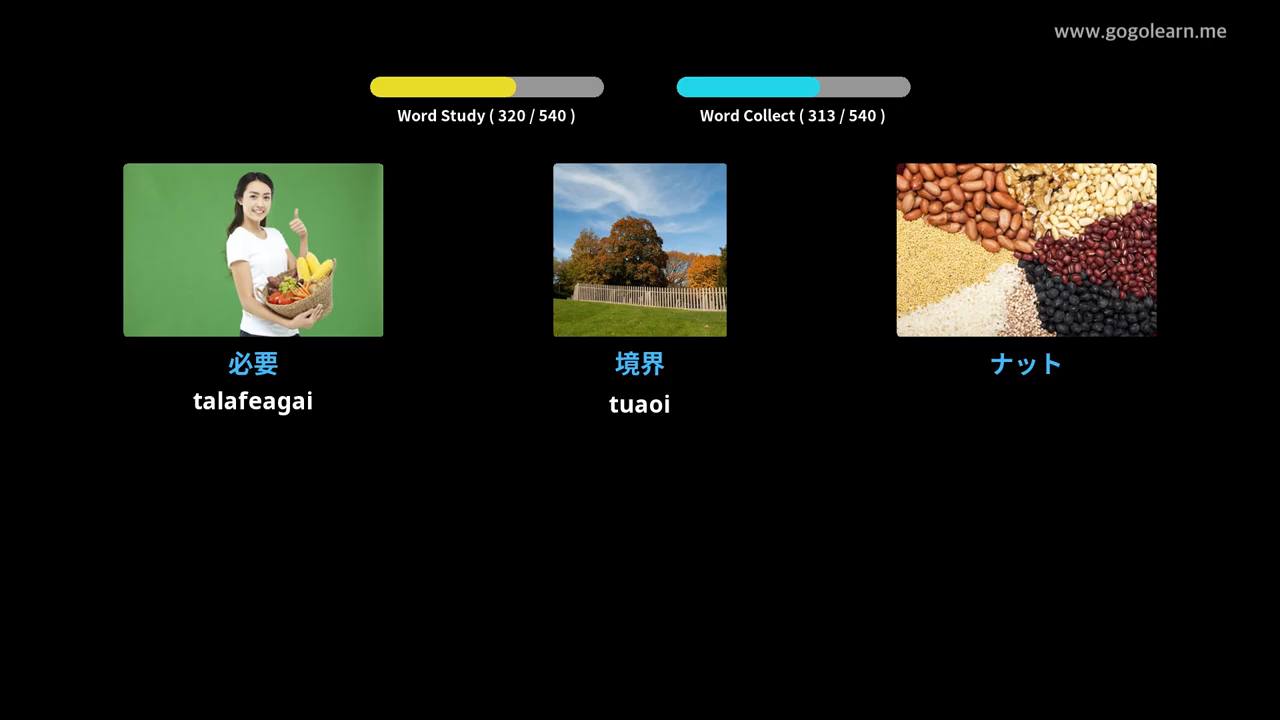 www.gogolearn.me
Word Study ( 320 / 540 )
Word Collect ( 313 / 540 )
必要
境界
ナット
talafeagai
tuaoi